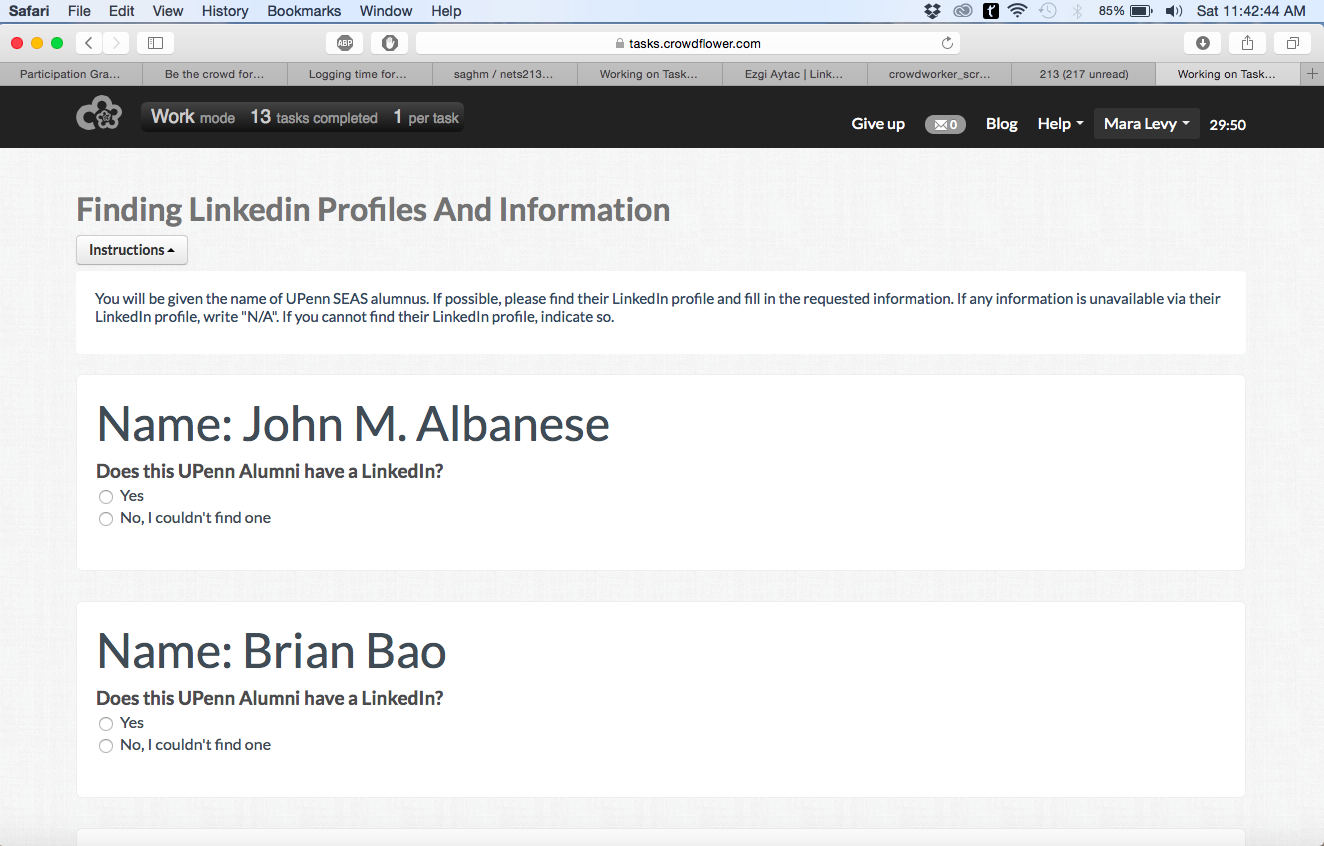 Safari File Edit View History Bookmarks Window Help 85% Sat 11:42:44 AM
ABP tasks.crowdflower.com
Participation Gra... Be the crowd for... Logging time for... saghm / nets213... Working on Task... Ezgi Aytac | Link... crowdworker_scr... 213 (217 unread) Working on Task... +
Work mode 13 tasks completed 1 per task Give up 0 Blog Help Mara Levy 29:50
Finding Linkedin Profiles And Information
Instructions
You will be given the name of UPenn SEAS alumnus. If possible, please find their LinkedIn profile and fill in the requested information. If any information is unavailable via their
LinkedIn profile, write "N/A". If you cannot find their LinkedIn profile, indicate so.
Name: John M. Albanese
Does this UPenn Alumni have a LinkedIn?
Yes
No, I couldn't find one
Name: Brian Bao
Does this UPenn Alumni have a LinkedIn?
Yes
No, I couldn't find one